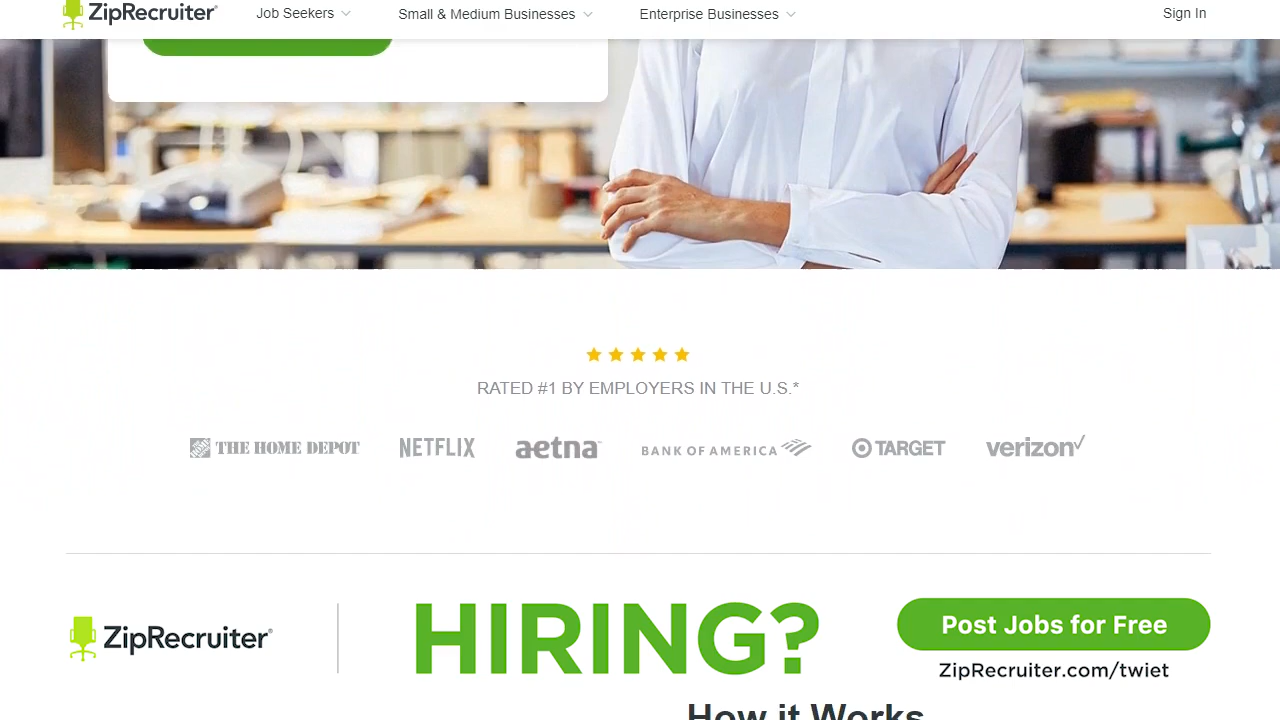 ZipRecruiter® Job Seekers Small & Medium Businesses Enterprise Businesses Sign In
RATED #1 BY EMPLOYERS IN THE U.S.*
THE HOME DEPOT NETFLIX aetna™ BANK OF AMERICA TARGET verizon✓
ZipRecruiter® HIRING? Post Jobs for Free
ZipRecruiter.com/twiet
How it Works